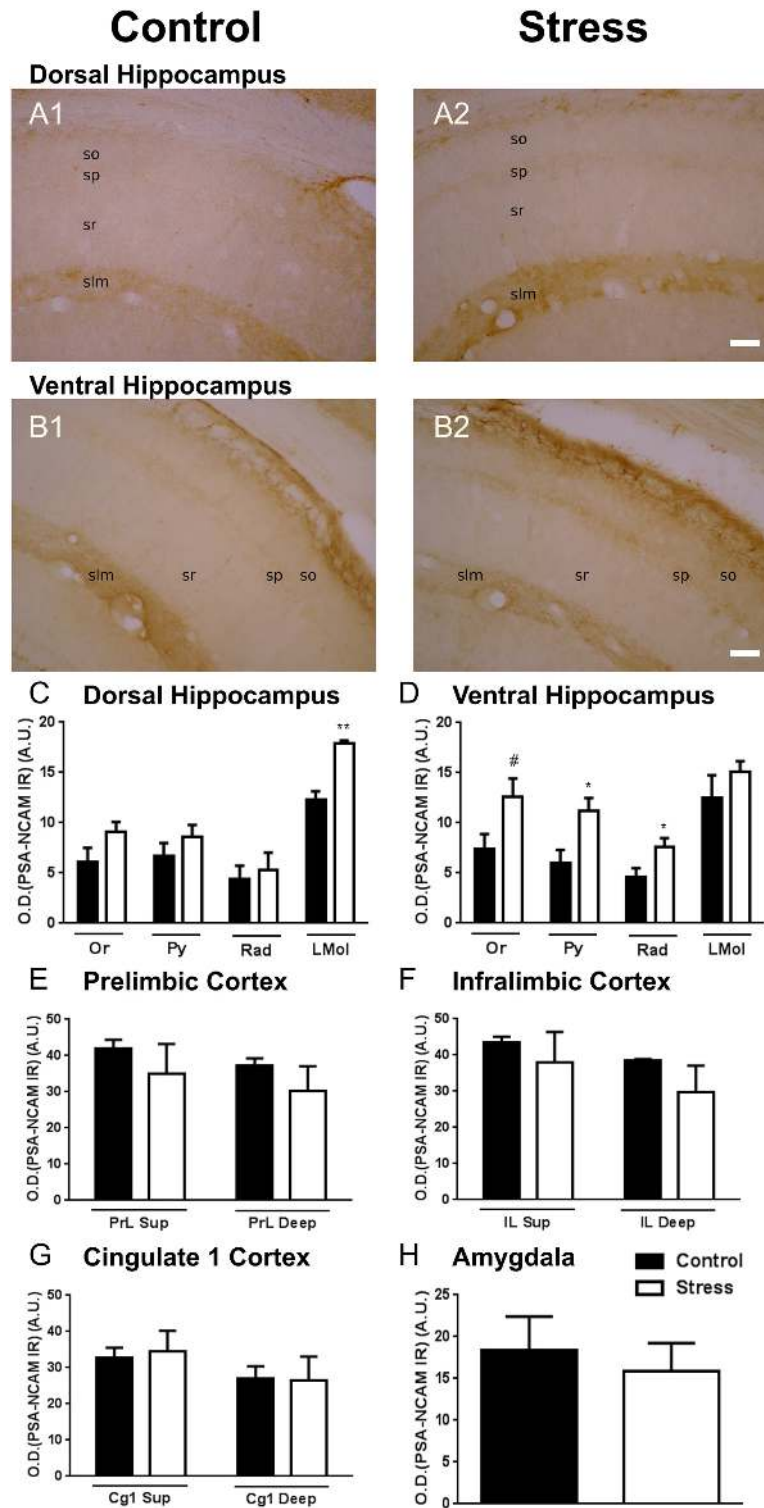 Control Stress
Dorsal Hippocampus
A1 A2
so so
sp sp
sr sr
slm slm
Ventral Hippocampus
B1 B2
slm sr sp so slm sr sp so
C Dorsal Hippocampus D Ventral Hippocampus
O.D.(PSA-NCAM IR) (A.U.) O.D.(PSA-NCAM IR) (A.U.)
20 20
15 15
10 10
5 5
0 0
** # * *
Or Py Rad LMol Or Py Rad LMol
E Prelimbic Cortex F Infralimbic Cortex
O.D.(PSA-NCAM IR) (A.U.) O.D.(PSA-NCAM IR) (A.U.)
50 50
40 40
30 30
20 20
10 10
0 0
PrL Sup PrL Deep IL Sup IL Deep
G Cingulate 1 Cortex H Amygdala
Control
Stress
O.D.(PSA-NCAM IR) (A.U.) O.D.(PSA-NCAM IR) (A.U.)
50 25
40 20
30 15
20 10
10 5
0 0
Cg1 Sup Cg1 Deep